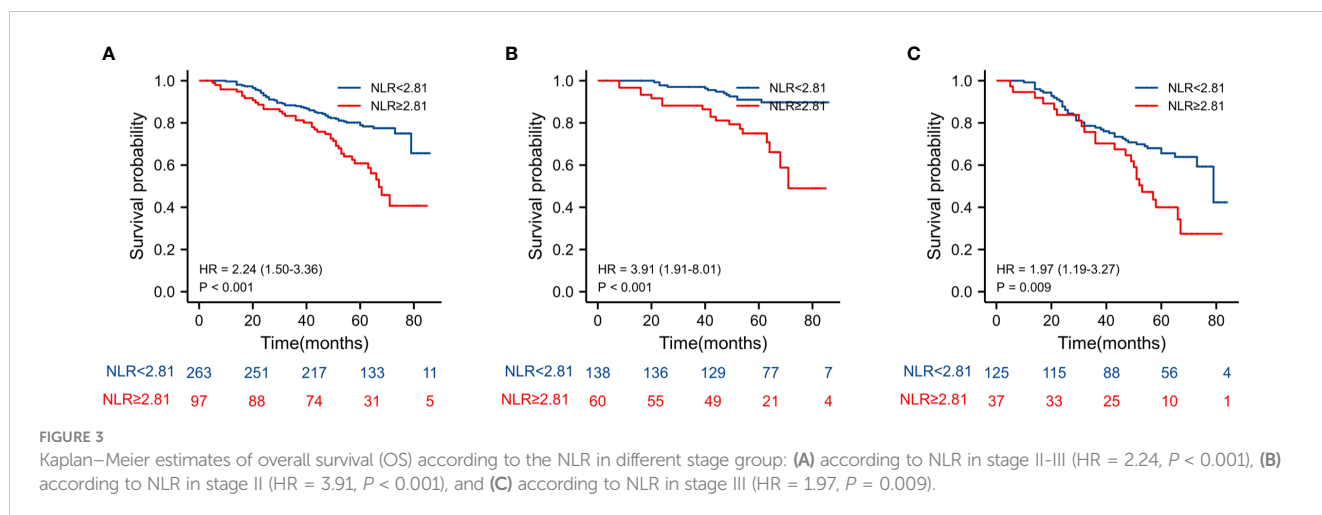 A
B
C
1.0
0.8
0.6
0.4
0.2
0.0
Survival probability
NLR<2.81
NLR≥2.81
HR = 2.24 (1.50-3.36)
P < 0.001
0 20 40 60 80
Time(months)
NLR<2.81 263 251 217 133 11
NLR≥2.81 97 88 74 31 5
1.0
0.8
0.6
0.4
0.2
0.0
Survival probability
NLR<2.81
NLR≥2.81
HR = 3.91 (1.91-8.01)
P < 0.001
0 20 40 60 80
Time(months)
NLR<2.81 138 136 129 77 7
NLR≥2.81 60 55 49 21 4
1.0
0.8
0.6
0.4
0.2
0.0
Survival probability
NLR<2.81
NLR≥2.81
HR = 1.97 (1.19-3.27)
P = 0.009
0 20 40 60 80
Time(months)
NLR<2.81 125 115 88 56 4
NLR≥2.81 37 33 25 10 1
FIGURE 3
Kaplan–Meier estimates of overall survival (OS) according to the NLR in different stage group: (A) according to NLR in stage II-III (HR = 2.24, P < 0.001), (B)
according to NLR in stage II (HR = 3.91, P < 0.001), and (C) according to NLR in stage III (HR = 1.97, P = 0.009).